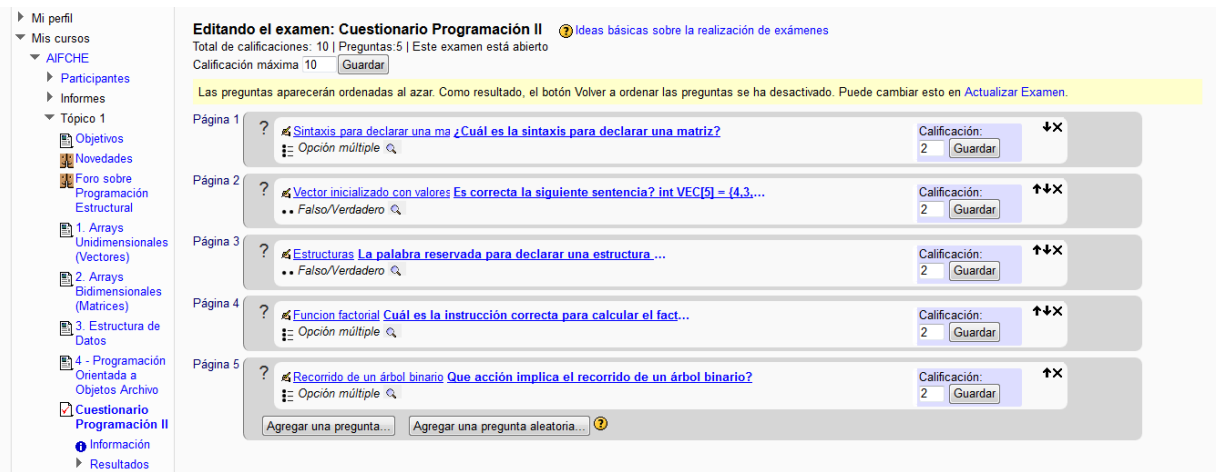 Mi perfil
Mis cursos
AIFCHE
Participantes
Informes
Tópico 1
Objetivos
Novedades
Foro sobre
Programación
Estructural
1. Arrays
Unidimensionales
(Vectores)
2. Arrays
Bidimensionales
(Matrices)
3. Estructura de
Datos
4 - Programación
Orientada a
Objetos Archivo
Cuestionario
Programación II
Información
Resultados
Editando el examen: Cuestionario Programación II ? Ideas básicas sobre la realización de exámenes
Total de calificaciones: 10 | Preguntas:5 | Este examen está abierto
Calificación máxima 10 Guardar
Las preguntas aparecerán ordenadas al azar. Como resultado, el botón Volver a ordenar las preguntas se ha desactivado. Puede cambiar esto en Actualizar Examen.
Página 1
? Sintaxis para declarar una ma ¿Cuál es la sintaxis para declarar una matriz?
Opción múltiple
Calificación:
2 Guardar
Página 2
? Vector inicializado con valores Es correcta la siguiente sentencia? int VEC[5] = {4,3,...
Falso/Verdadero
Calificación:
2 Guardar
Página 3
? Estructuras La palabra reservada para declarar una estructura ...
Falso/Verdadero
Calificación:
2 Guardar
Página 4
? Funcion factorial Cuál es la instrucción correcta para calcular el fact...
Opción múltiple
Calificación:
2 Guardar
Página 5
? Recorrido de un árbol binario Que acción implica el recorrido de un árbol binario?
Opción múltiple
Calificación:
2 Guardar
Agregar una pregunta... Agregar una pregunta aleatoria... ?